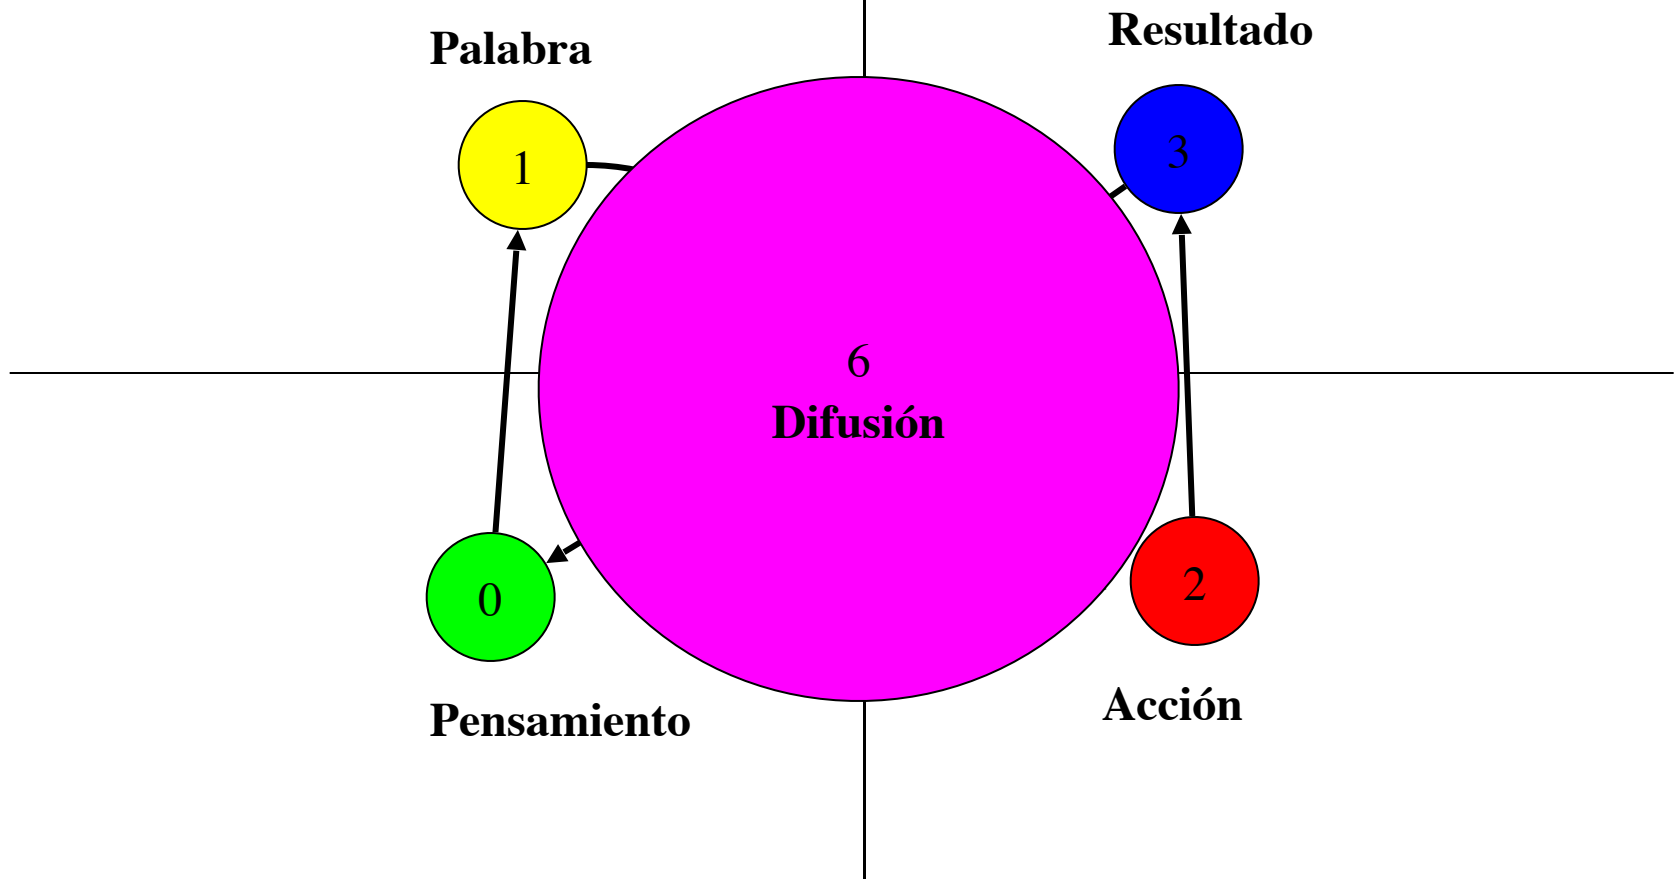 Palabra
Resultado
1
3
6
Difusión
0
2
Pensamiento
Acción